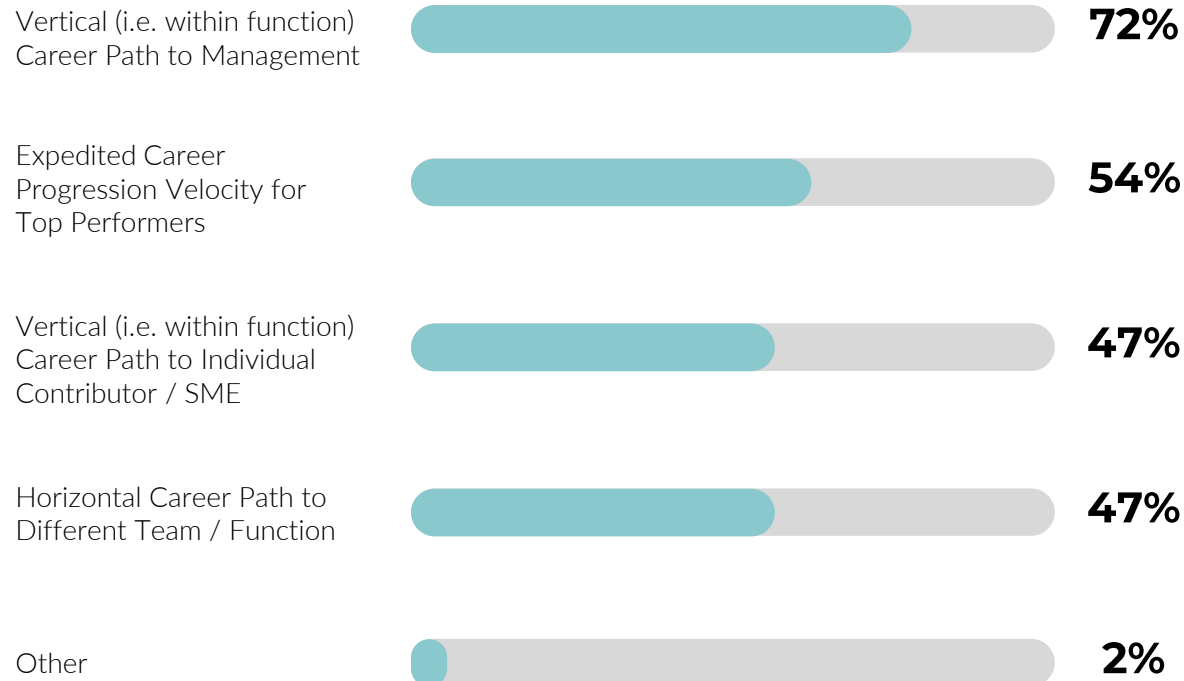 Vertical (i.e. within function)
Career Path to Management
72%
Expedited Career
Progression Velocity for
Top Performers
54%
Vertical (i.e. within function)
Career Path to Individual
Contributor / SME
47%
Horizontal Career Path to
Different Team / Function
47%
Other
2%